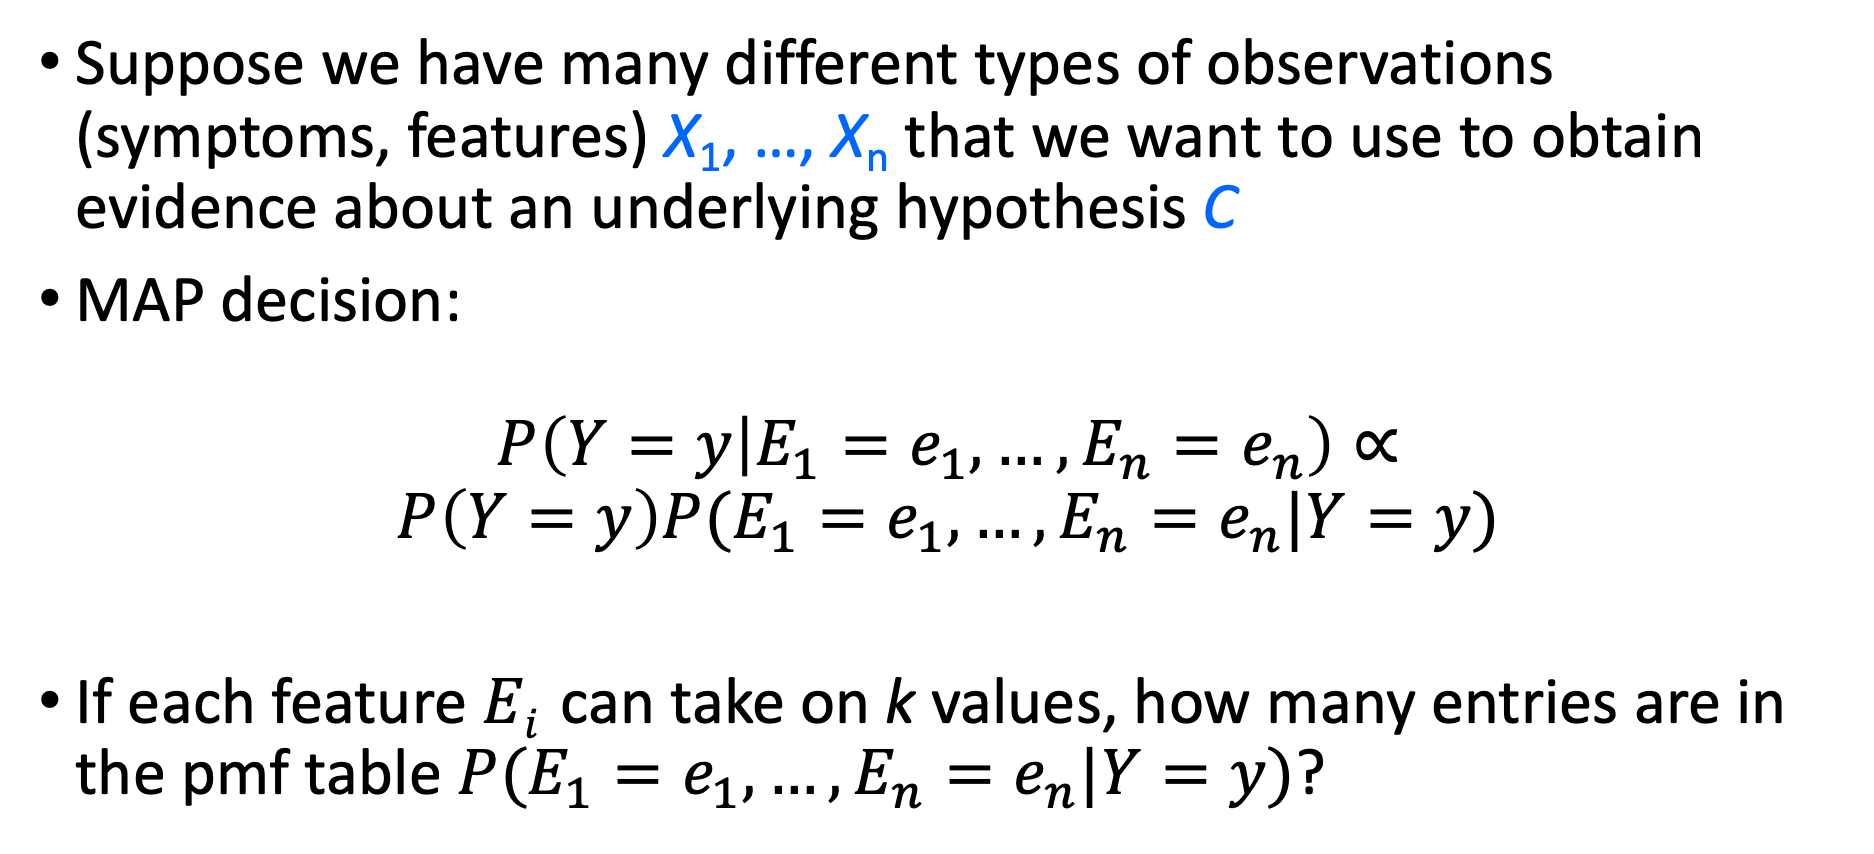 • Suppose we have many different types of observations
(symptoms, features) X₁, …, Xₙ that we want to use to obtain
evidence about an underlying hypothesis C
• MAP decision:
P(Y = y|E₁ = e₁, … , Eₙ = eₙ) ∝
P(Y = y)P(E₁ = e₁, … , Eₙ = eₙ|Y = y)
• If each feature Eᵢ can take on k values, how many entries are in
the pmf table P(E₁ = e₁, … , Eₙ = eₙ|Y = y)?